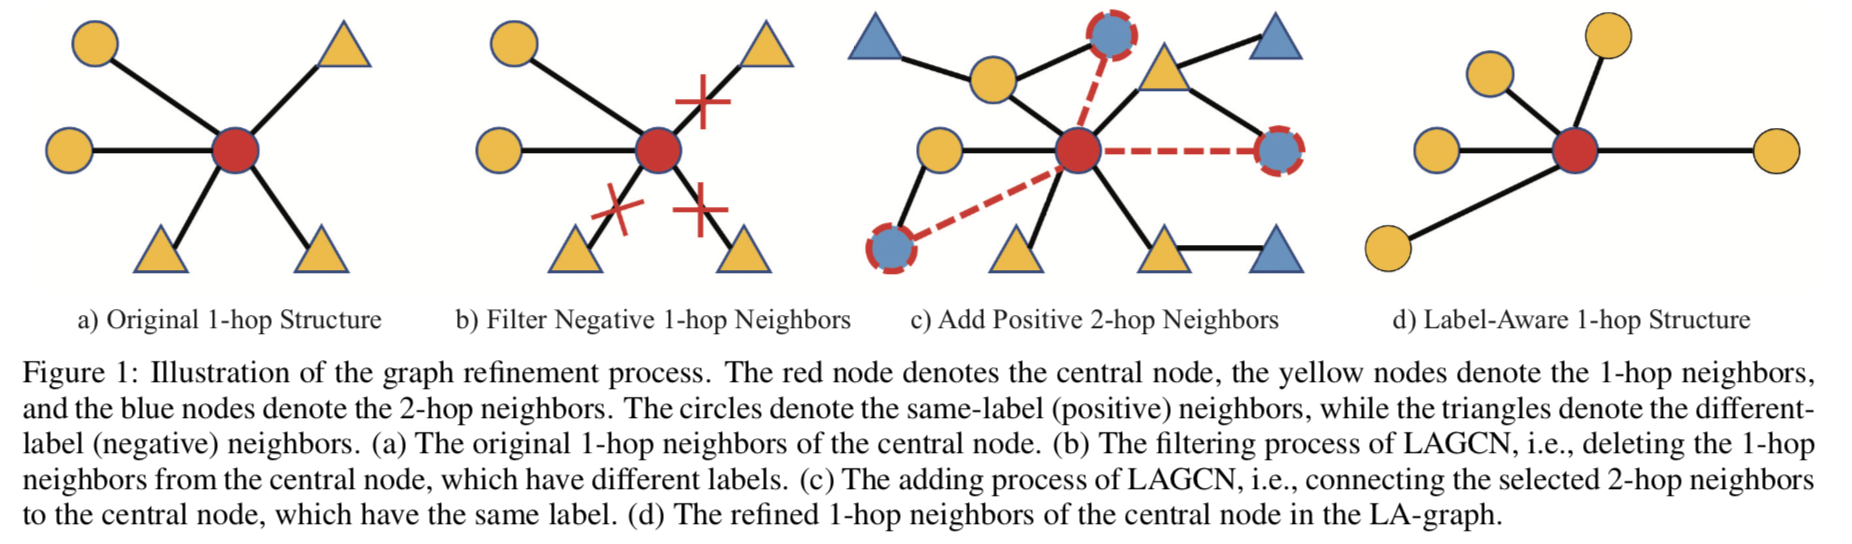 a) Original 1-hop Structure
b) Filter Negative 1-hop Neighbors
c) Add Positive 2-hop Neighbors
d) Label-Aware 1-hop Structure
Figure 1: Illustration of the graph refinement process. The red node denotes the central node, the yellow nodes denote the 1-hop neighbors,
and the blue nodes denote the 2-hop neighbors. The circles denote the same-label (positive) neighbors, while the triangles denote the different-
label (negative) neighbors. (a) The original 1-hop neighbors of the central node. (b) The filtering process of LAGCN, i.e., deleting the 1-hop
neighbors from the central node, which have different labels. (c) The adding process of LAGCN, i.e., connecting the selected 2-hop neighbors
to the central node, which have the same label. (d) The refined 1-hop neighbors of the central node in the LA-graph.